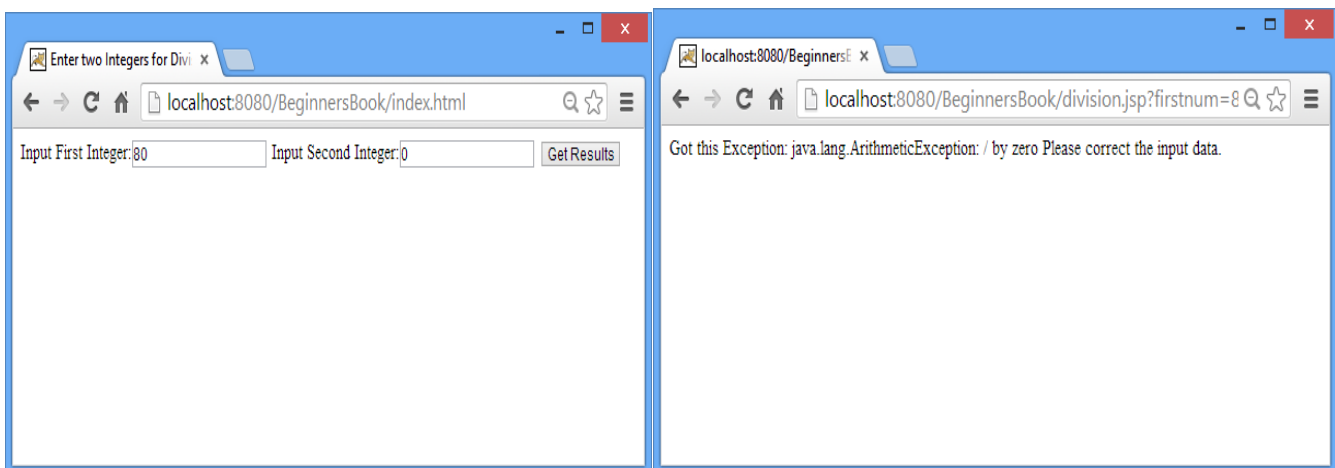 Enter two Integers for Divi
localhost:8080/BeginnersBook/index.html
Input First Integer: 80 Input Second Integer: 0 Get Results
localhost:8080/BeginnersB
localhost:8080/BeginnersBook/division.jsp?firstnum=8
Got this Exception: java.lang.ArithmeticException: / by zero Please correct the input data.